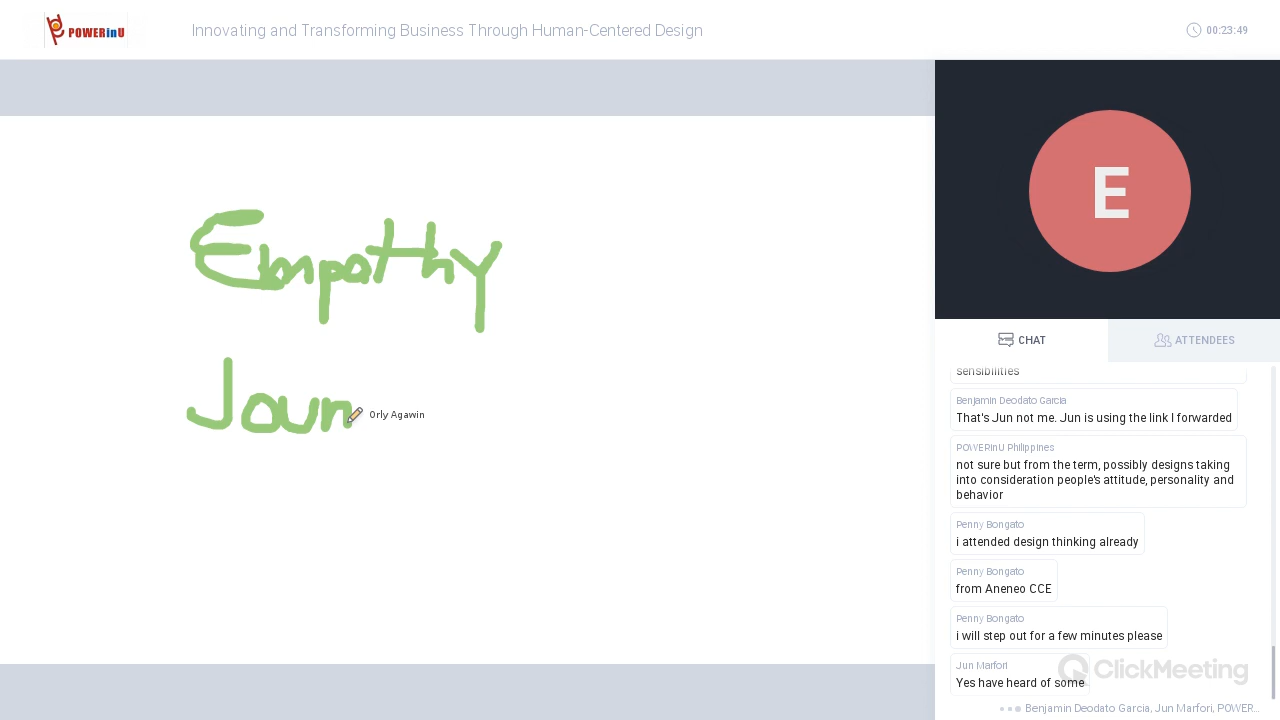 POWERinU
Innovating and Transforming Business Through Human-Centered Design
00:23:49
Empathy
Joun
Orly Agawin
E
CHAT
ATTENDEES
sensibilities
Benjamin Deodato Garcia
That's Jun not me. Jun is using the link I forwarded
POWERinU Philippines
not sure but from the term, possibly designs taking
into consideration people's attitude, personality and
behavior
Penny Bongato
i attended design thinking already
Penny Bongato
from Aneneo CCE
Penny Bongato
i will step out for a few minutes please
Jun Marfori
Yes have heard of some
ClickMeeting
Benjamin Deodato Garcia, Jun Marfori, POWER...